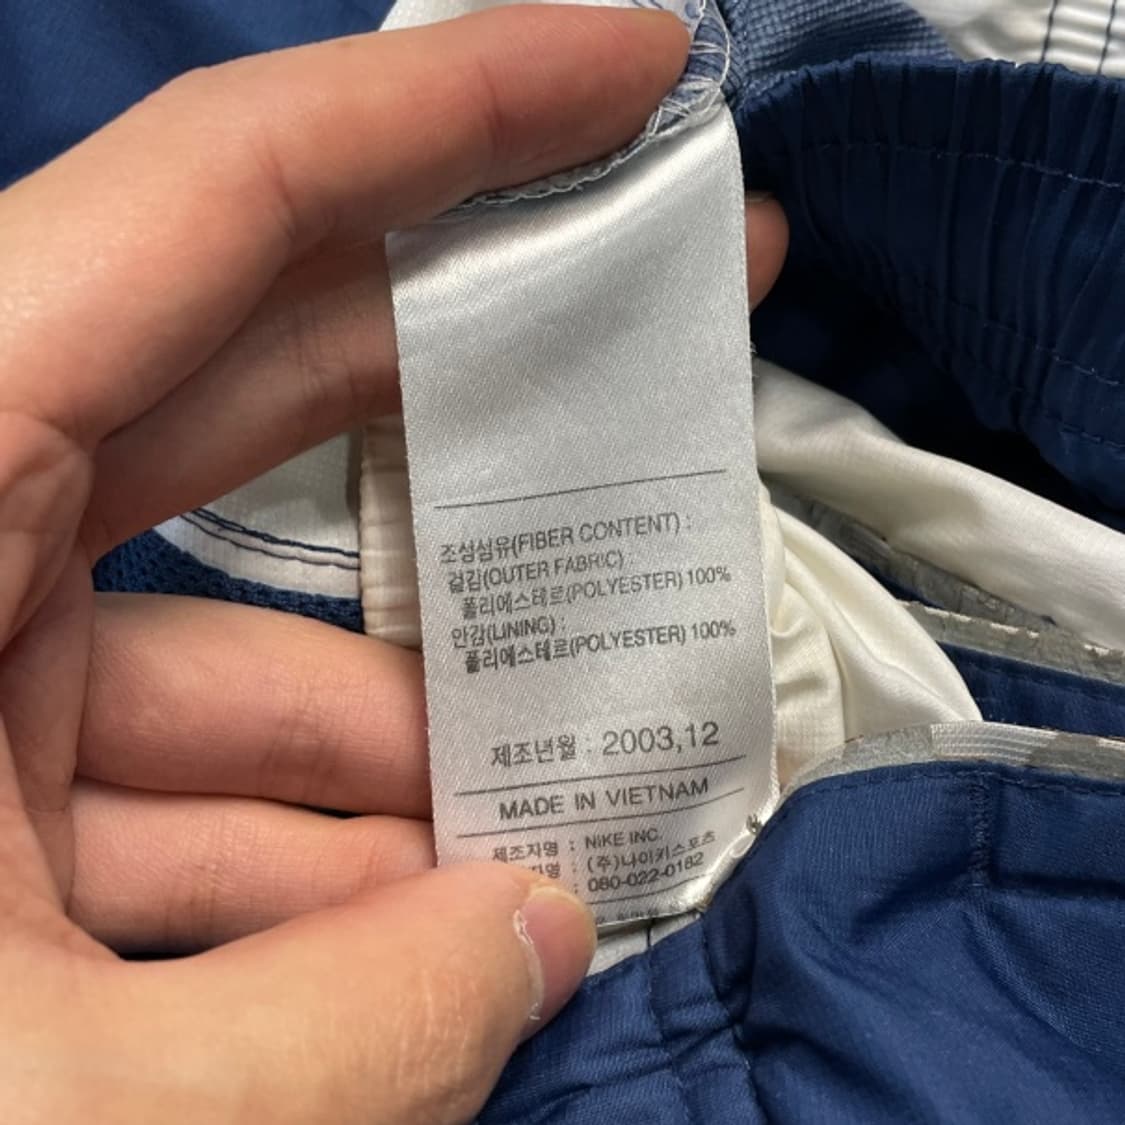 조성섬유(FIBER CONTENT) :
겉감(OUTER FABRIC) :
폴리에스테르(POLYESTER) 100%
안감(LINING) :
폴리에스테르(POLYESTER) 100%
제조년월 : 2003,12
MADE IN VIETNAM
제조자명 : NIKE INC.
자명 : (주)나이키스포츠
: 080-022-0182